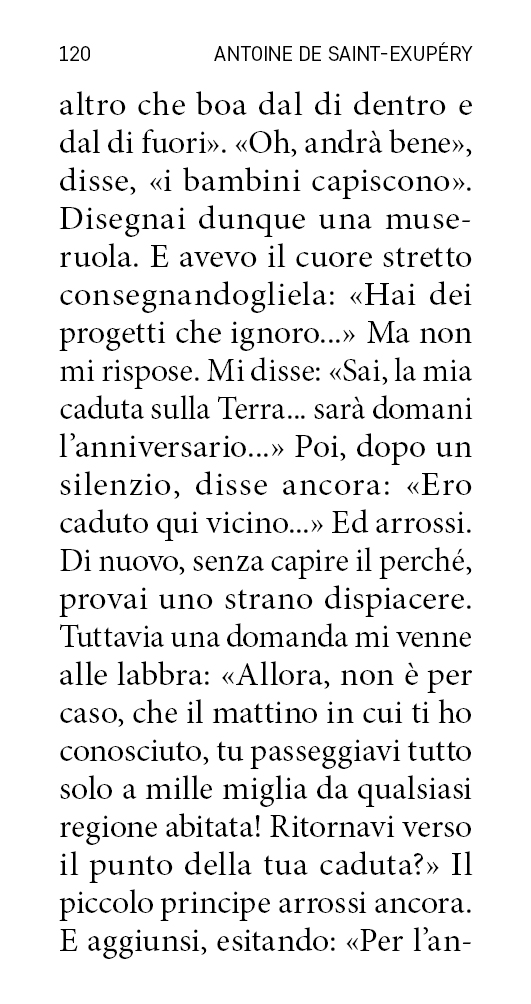 120 ANTOINE DE SAINT-EXUPÉRY
altro che boa dal di dentro e
dal di fuori». «Oh, andrà bene»,
disse, «i bambini capiscono».
Disegnai dunque una muse-
ruola. E avevo il cuore stretto
consegnandogliela: «Hai dei
progetti che ignoro...» Ma non
mi rispose. Mi disse: «Sai, la mia
caduta sulla Terra... sarà domani
l'anniversario...» Poi, dopo un
silenzio, disse ancora: «Ero
caduto qui vicino...» Ed arrossi.
Di nuovo, senza capire il perché,
provai uno strano dispiacere.
Tuttavia una domanda mi venne
alle labbra: «Allora, non è per
caso, che il mattino in cui ti ho
conosciuto, tu passeggiavi tutto
solo a mille miglia da qualsiasi
regione abitata! Ritornavi verso
il punto della tua caduta?» Il
piccolo principe arrossi ancora.
E aggiunsi, esitando: «Per l'an-